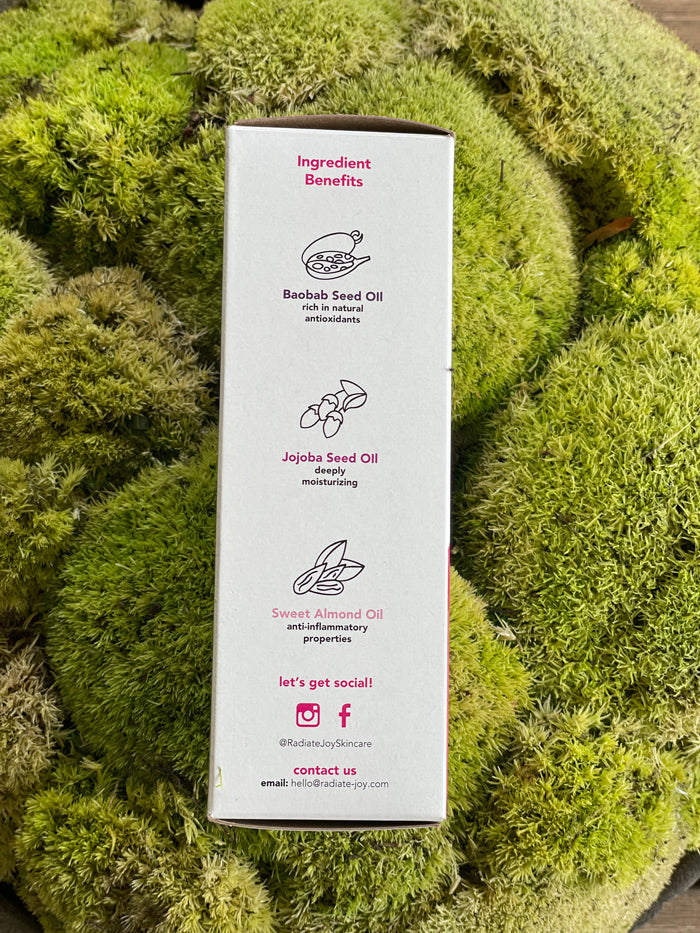 Ingredient
Benefits
Baobab Seed OIl
rich in natural
antioxidants
Jojoba Seed OIl
deeply
moisturizing
Sweet Almond Oil
anti-inflammatory
properties
let's get social!
@RadiateJoySkincare
contact us
email: hello@radiate-joy.com